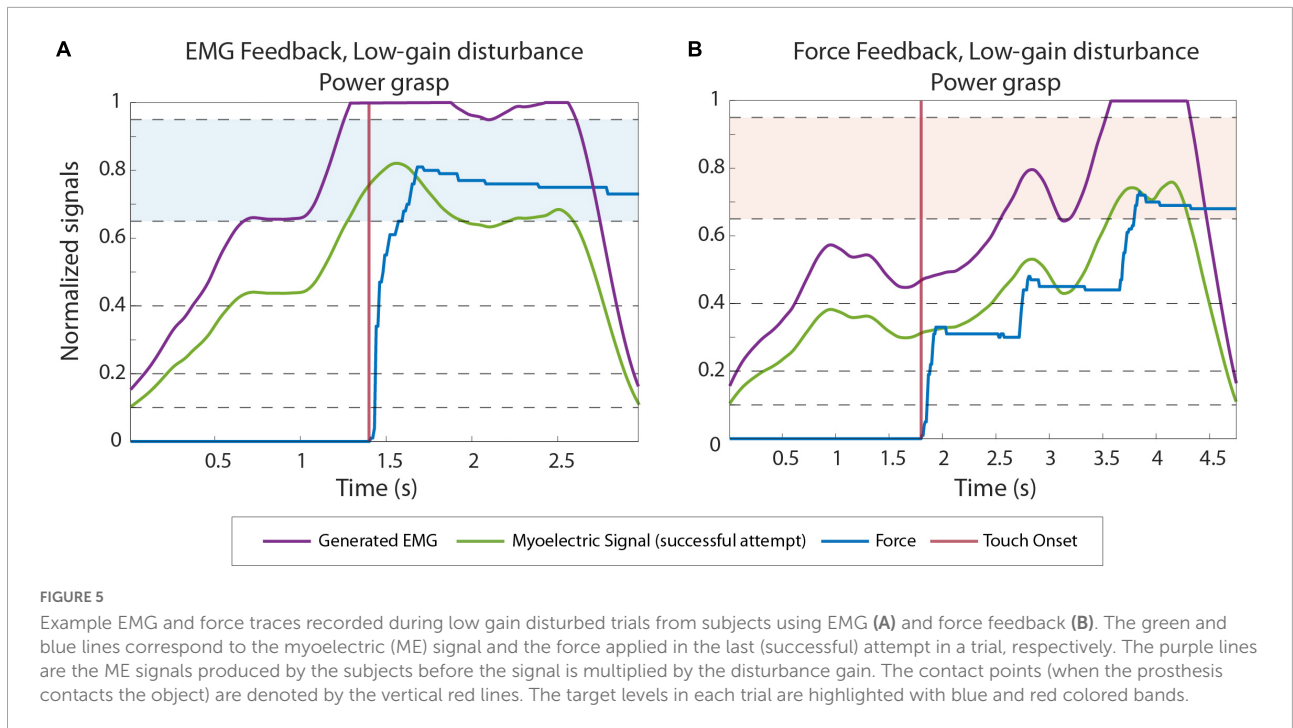 A
EMG Feedback, Low-gain disturbance
Power grasp
Normalized signals
1
0.8
0.6
0.4
0.2
0
0.5
1
1.5
2
2.5
Time (s)
B
Force Feedback, Low-gain disturbance
Power grasp
1
0.8
0.6
0.4
0.2
0
0.5
1
1.5
2
2.5
3
3.5
4
4.5
Time (s)
Generated EMG
Myoelectric Signal (successful attempt)
Force
Touch Onset
FIGURE 5
Example EMG and force traces recorded during low gain disturbed trials from subjects using EMG (A) and force feedback (B). The green and
blue lines correspond to the myoelectric (ME) signal and the force applied in the last (successful) attempt in a trial, respectively. The purple lines
are the ME signals produced by the subjects before the signal is multiplied by the disturbance gain. The contact points (when the prosthesis
contacts the object) are denoted by the vertical red lines. The target levels in each trial are highlighted with blue and red colored bands.